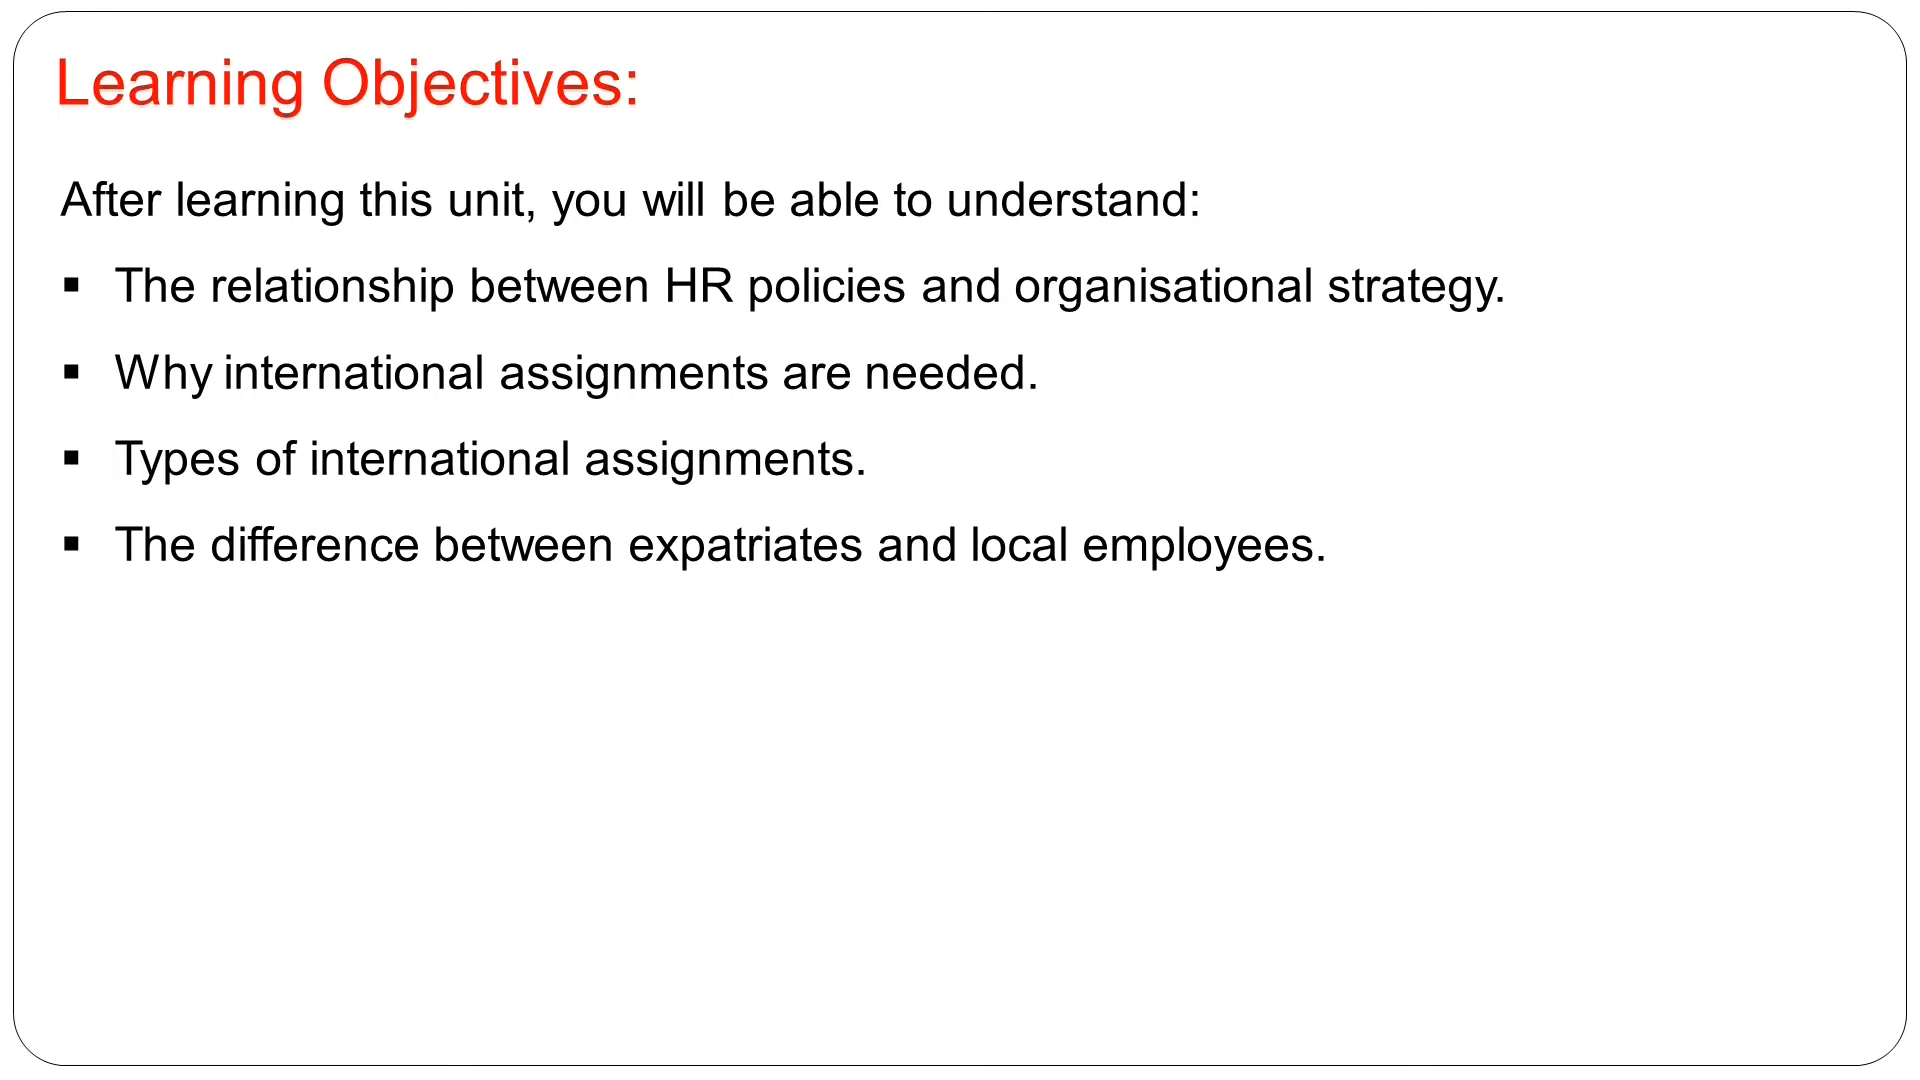 Learning Objectives:
After learning this unit, you will be able to understand:
▪ The relationship between HR policies and organisational strategy.
▪ Why international assignments are needed.
▪ Types of international assignments.
▪ The difference between expatriates and local employees.